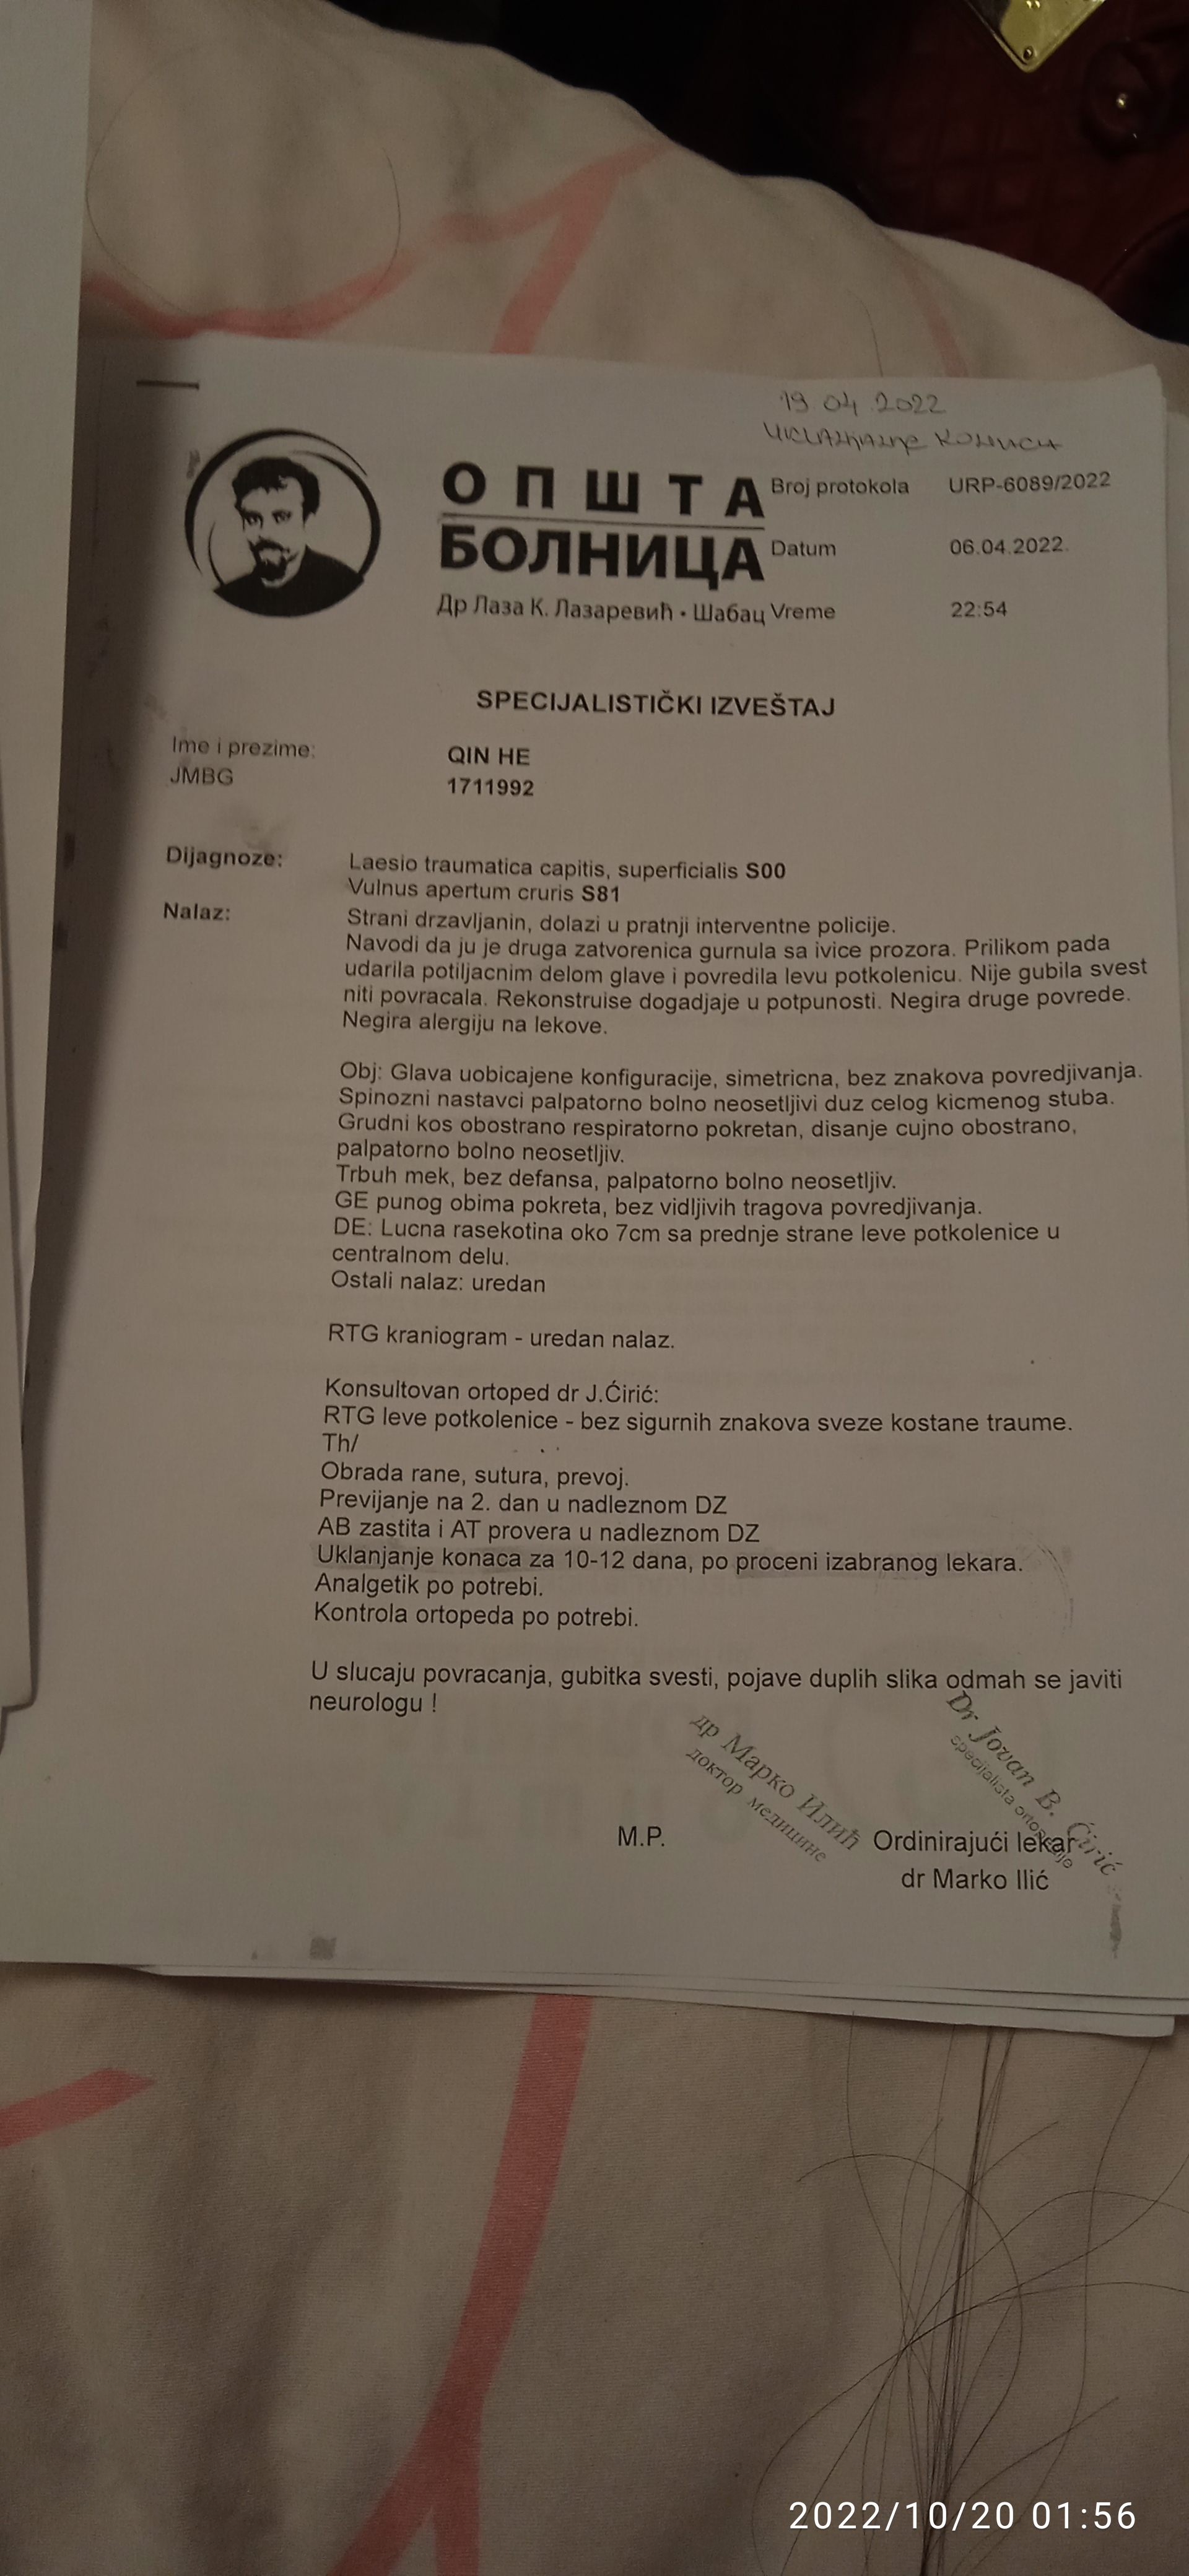 19 04 2022
О П Ш Т А
БОЛНИЦА
Др Лаза К. Лазаревић • Шабац
Broj protokola URP-6089/2022
Datum 06.04.2022.
Vreme 22:54
SPECIJALISTIČKI IZVEŠTAJ
Ime i prezime: QIN HE
JMBG 1711992
Dijagnoze: Laesio traumatica capitis, superficialis S00
Vulnus apertum cruris S81
Nalaz: Strani drzavljanin, dolazi u pratnji interventne policije.
Navodi da ju je druga zatvorenica gurnula sa ivice prozora. Prilikom pada
udarila potiljacnim delom glave i povredila levu potkolenicu. Nije gubila svest
niti povracala. Rekonstruise dogadjaje u potpunosti. Negira druge povrede.
Negira alergiju na lekove.
Obj: Glava uobicajene konfiguracije, simetricna, bez znakova povredjivanja.
Spinozni nastavci palpatorno bolno neosetljivi duz celog kicmenog stuba.
Grudni kos obostrano respiratorno pokretan, disanje cujno obostrano,
palpatorno bolno neosetljiv.
Trbuh mek, bez defansa, palpatorno bolno neosetljiv.
GE punog obima pokreta, bez vidljivih tragova povredjivanja.
DE: Lucna rasekotina oko 7cm sa prednje strane leve potkolenice u
centralnom delu.
Ostali nalaz: uredan
RTG kraniogram - uredan nalaz.
Konsultovan ortoped dr J.Ćirić:
RTG leve potkolenice - bez sigurnih znakova sveze kostane traume.
Th/
Obrada rane, sutura, prevoj.
Previjanje na 2. dan u nadleznom DZ
AB zastita i AT provera u nadleznom DZ
Uklanjanje konaca za 10-12 dana, po proceni izabranog lekara.
Analgetik po potrebi.
Kontrola ortopeda po potrebi.
U slucaju povracanja, gubitka svesti, pojave duplih slika odmah se javiti
neurologu !
др Марко Илић
доктор медицине
Dr Jovan B. Ćirić
specijalista ortopedije
M.P.
Ordinirajući lekar
dr Marko Ilić
2022/10/20 01:56